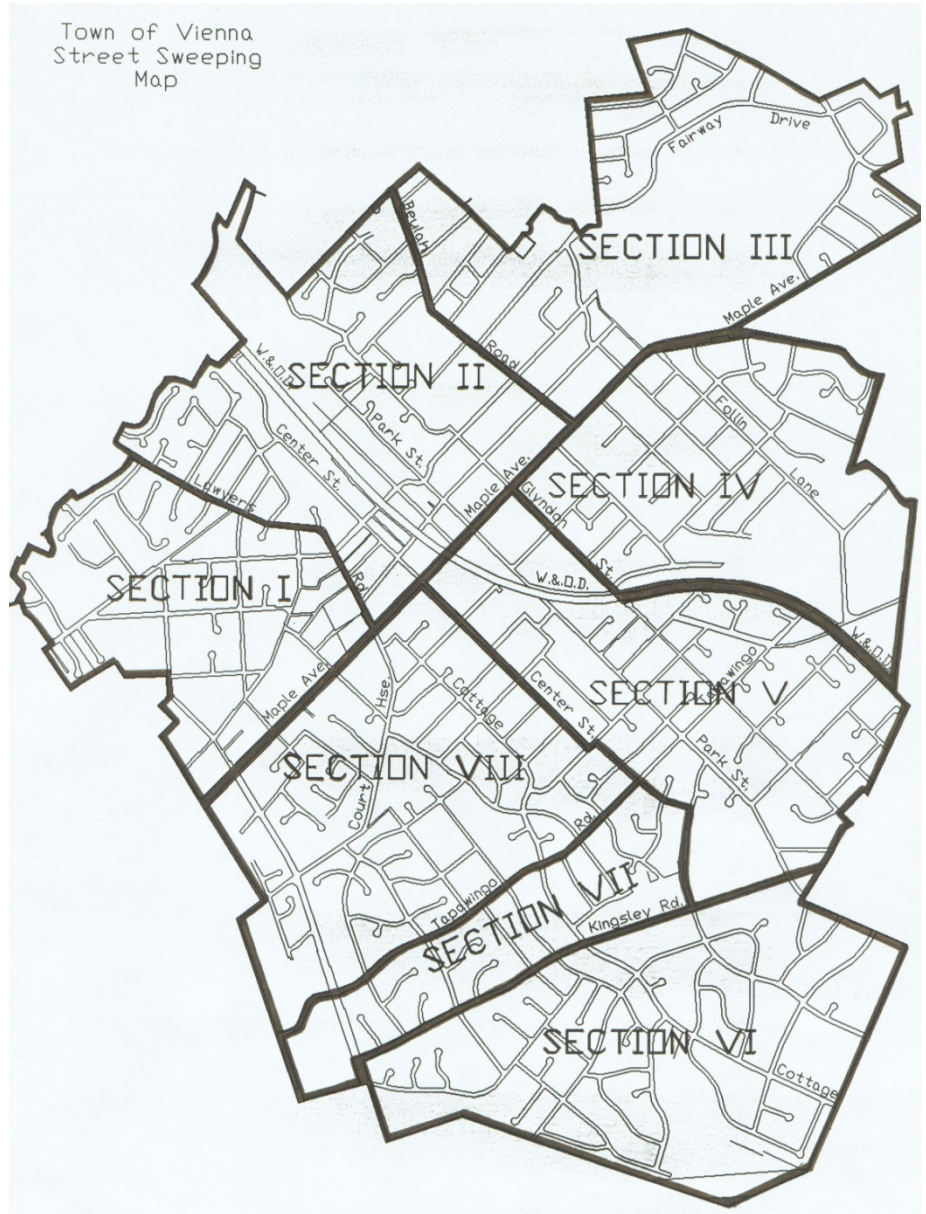 Town of Vienna
Street Sweeping
Map
Fairway
Drive
Beulah
SECTION III
Maple Ave.
Road
W.&O.D.
SECTION II
Park St.
Follin
Center St.
Maple Ave.
Lane
Lawyers
Glyndon
SECTION IV
St.
W.&O.D.
SECTION I
Rd.
W.&O.D.
Maple Ave.
Hse.
Cottage
Center St.
SECTION V
Park St.
SECTION VIII
Court
Rd.
Tapawingo
SECTION VII
Kingsley Rd.
SECTION VI
Cottage